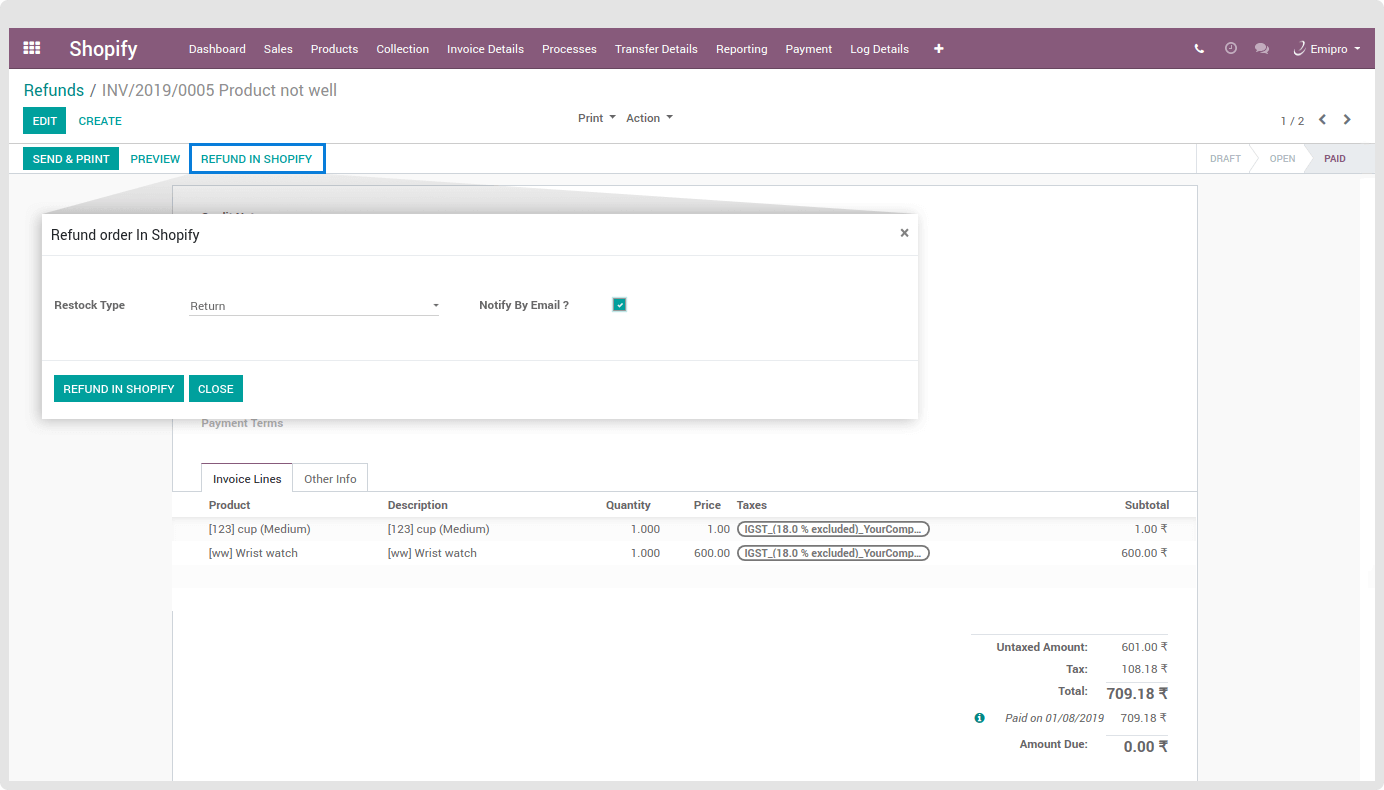 Shopify Dashboard Sales Products Collection Invoice Details Processes Transfer Details Reporting Payment Log Details Emipro
Refunds / INV/2019/0005 Product not well
EDIT CREATE Print Action 1 / 2
SEND & PRINT PREVIEW REFUND IN SHOPIFY DRAFT OPEN PAID
Refund order In Shopify ×
Restock Type Return Notify By Email ?
REFUND IN SHOPIFY CLOSE
Payment Terms
Invoice Lines Other Info
Product Description Quantity Price Taxes Subtotal
[123] cup (Medium) [123] cup (Medium) 1.000 1.00 IGST_(18.0 % excluded)_YourComp... 1.00 ₹
[ww] Wrist watch [ww] Wrist watch 1.000 600.00 IGST_(18.0 % excluded)_YourComp... 600.00 ₹
Untaxed Amount: 601.00 ₹
Tax: 108.18 ₹
Total: 709.18 ₹
Paid on 01/08/2019 709.18 ₹
Amount Due: 0.00 ₹